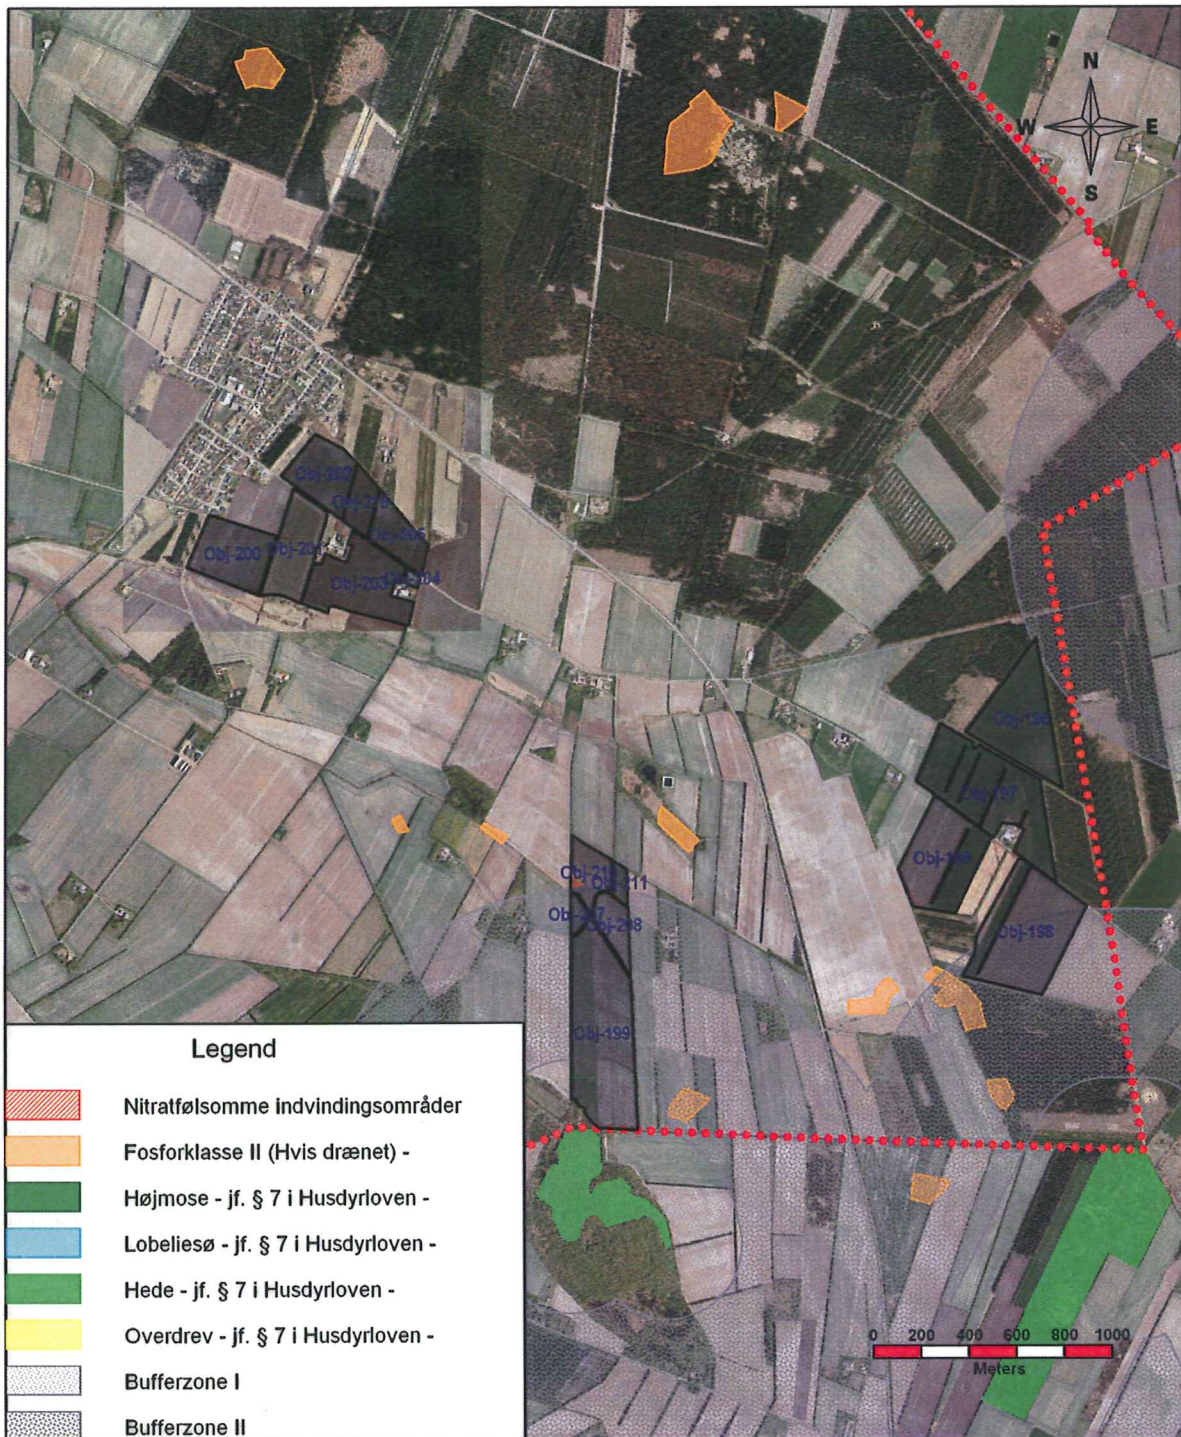 N
W E
S
Obj-202
Obj-205
Obj-200
Obj-203
Obj-204
Obj-196
Obj-197
Obj-211
Obj-208
Obj-198
Obj-199
Legend
Nitratfølsomme indvindingsområder
Fosforklasse II (Hvis drænet) -
Højmose - jf. § 7 i Husdyrloven -
Lobeliesø - jf. § 7 i Husdyrloven -
Hede - jf. § 7 i Husdyrloven -
Overdrev - jf. § 7 i Husdyrloven -
Bufferzone I
Bufferzone II
0 200 400 600 800 1000
Meters